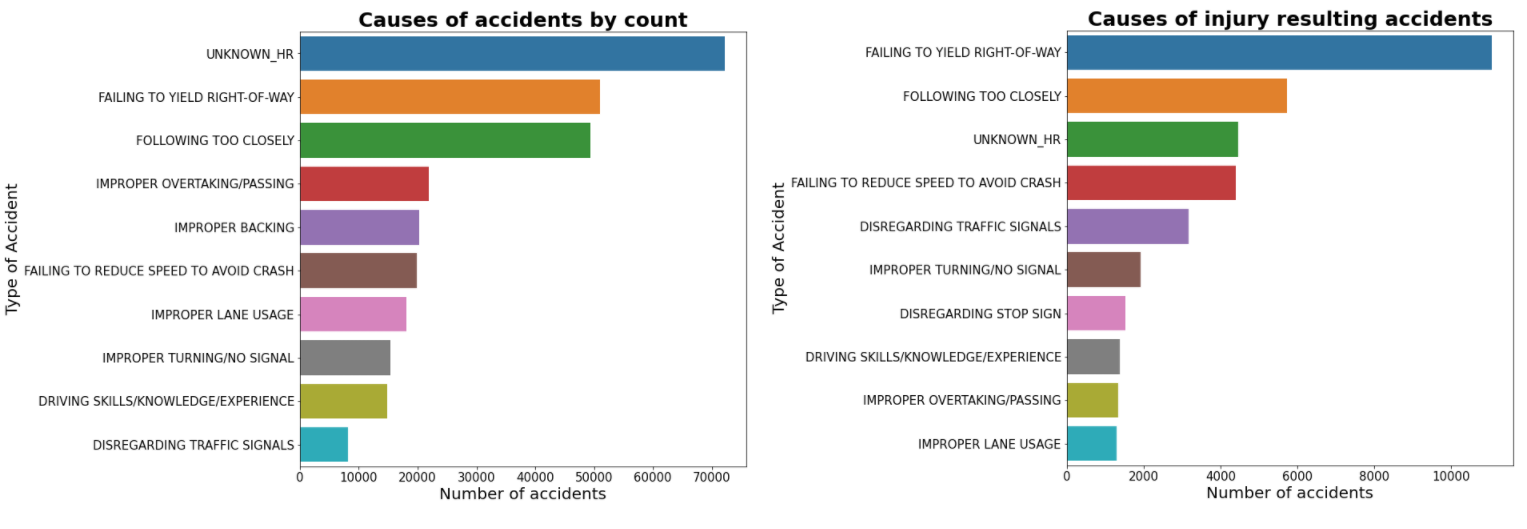 Causes of accidents by count
Type of Accident
UNKNOWN_HR
FAILING TO YIELD RIGHT-OF-WAY
FOLLOWING TOO CLOSELY
IMPROPER OVERTAKING/PASSING
IMPROPER BACKING
FAILING TO REDUCE SPEED TO AVOID CRASH
IMPROPER LANE USAGE
IMPROPER TURNING/NO SIGNAL
DRIVING SKILLS/KNOWLEDGE/EXPERIENCE
DISREGARDING TRAFFIC SIGNALS
0 10000 20000 30000 40000 50000 60000 70000
Number of accidents
Causes of injury resulting accidents
Type of Accident
FAILING TO YIELD RIGHT-OF-WAY
FOLLOWING TOO CLOSELY
UNKNOWN_HR
FAILING TO REDUCE SPEED TO AVOID CRASH
DISREGARDING TRAFFIC SIGNALS
IMPROPER TURNING/NO SIGNAL
DISREGARDING STOP SIGN
DRIVING SKILLS/KNOWLEDGE/EXPERIENCE
IMPROPER OVERTAKING/PASSING
IMPROPER LANE USAGE
0 2000 4000 6000 8000 10000
Number of accidents